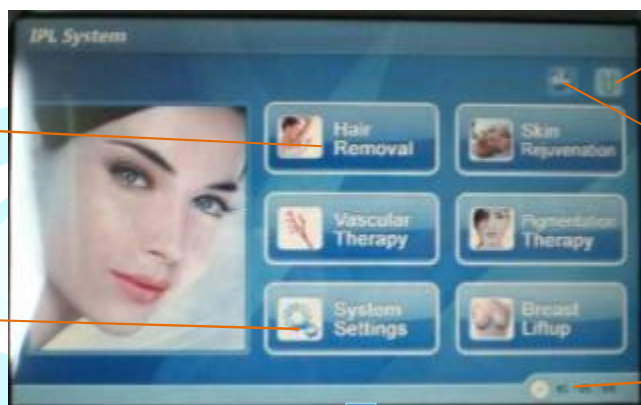 IPL System
Hair
Removal
Skin
Rejuvenation
Vascular
Therapy
Pigmentation
Therapy
System
Settings
Breast
Liftup